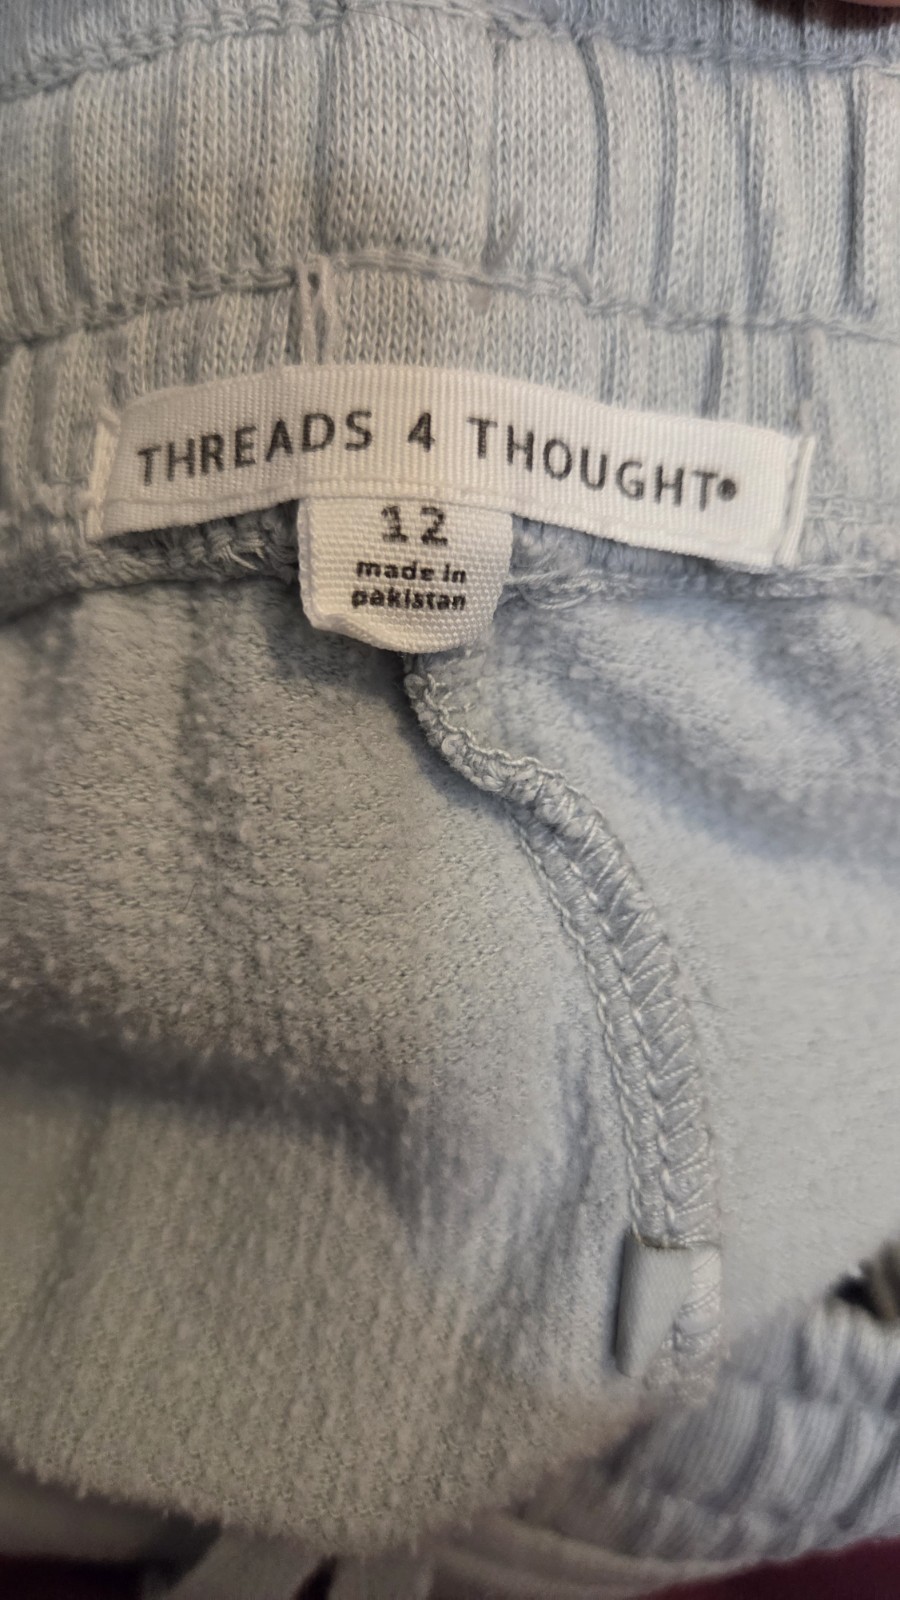 THREADS 4 THOUGHT®
12
made in
pakistan